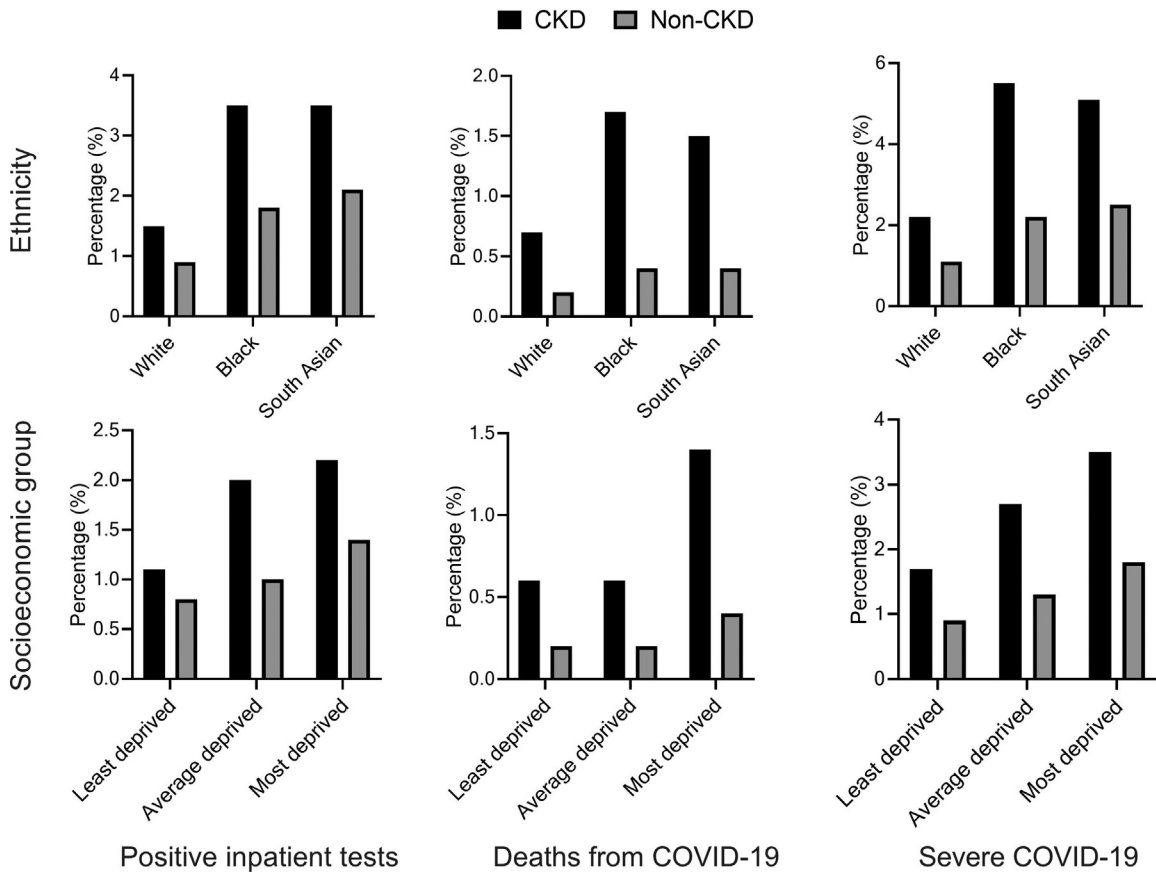 CKD Non-CKD
Ethnicity
Percentage (%)
4
3
2
1
0
White
Black
South Asian
Percentage (%)
2.0
1.5
1.0
0.5
0.0
White
Black
South Asian
Percentage (%)
6
4
2
0
White
Black
South Asian
Socioeconomic group
Percentage (%)
2.5
2.0
1.5
1.0
0.5
0.0
Least deprived
Average deprived
Most deprived
Percentage (%)
1.5
1.0
0.5
0.0
Least deprived
Average deprived
Most deprived
Percentage (%)
4
3
2
1
0
Least deprived
Average deprived
Most deprived
Positive inpatient tests
Deaths from COVID-19
Severe COVID-19